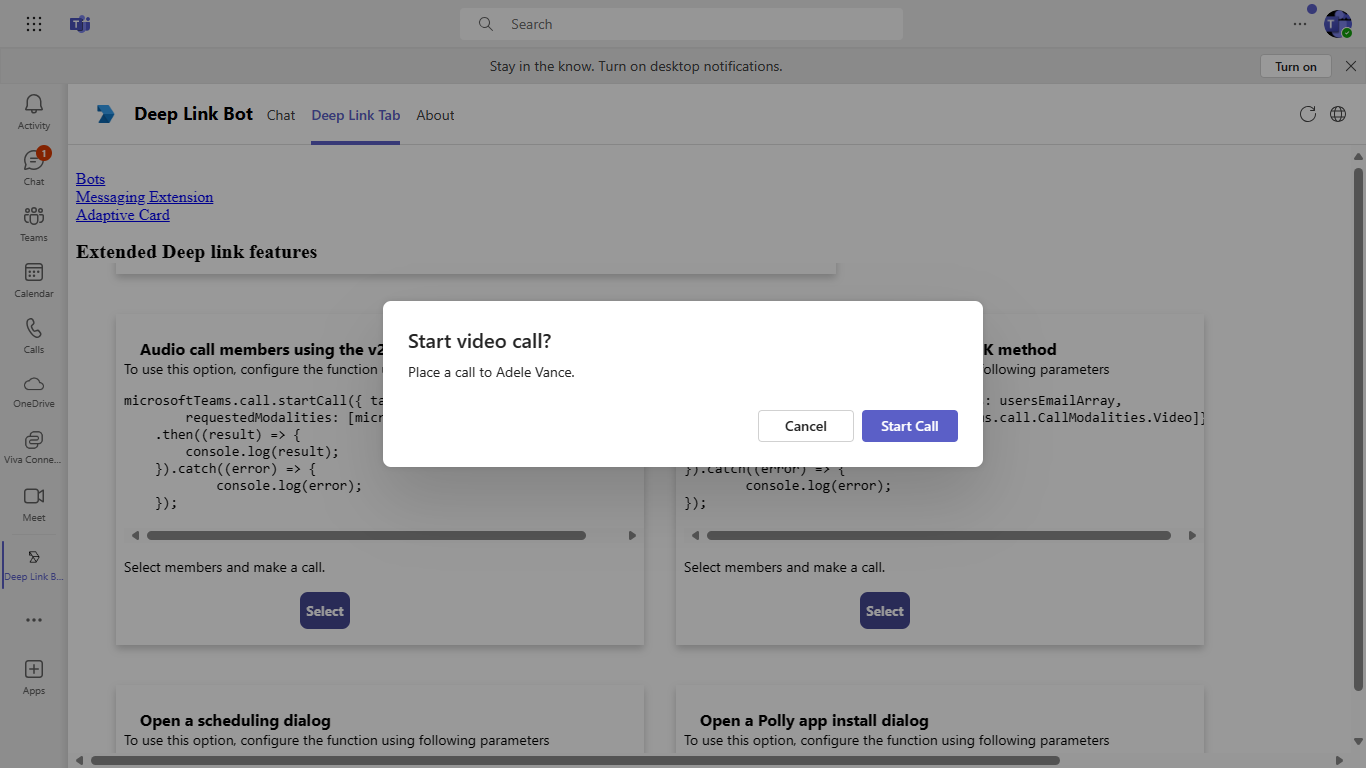 Search
Stay in the know. Turn on desktop notifications.
Turn on
Activity
1
Chat
Teams
Calendar
Calls
OneDrive
Viva Conne...
Meet
Deep Link B...
Apps
Deep Link Bot
Chat
Deep Link Tab
About
Bots
Messaging Extension
Adaptive Card
Extended Deep link features
Audio call members using the v2
To use this option, configure the function
microsoftTeams.call.startCall({ ta
requestedModalities: [micr
.then((result) => {
console.log(result);
}).catch((error) => {
console.log(error);
});
Select members and make a call.
Select
K method
ollowing parameters
: usersEmailArray,
ms.call.CallModalities.Video]}
}).catch((error) => {
console.log(error);
});
Select members and make a call.
Select
Start video call?
Place a call to Adele Vance.
Cancel
Start Call
Open a scheduling dialog
To use this option, configure the function using following parameters
Open a Polly app install dialog
To use this option, configure the function using following parameters